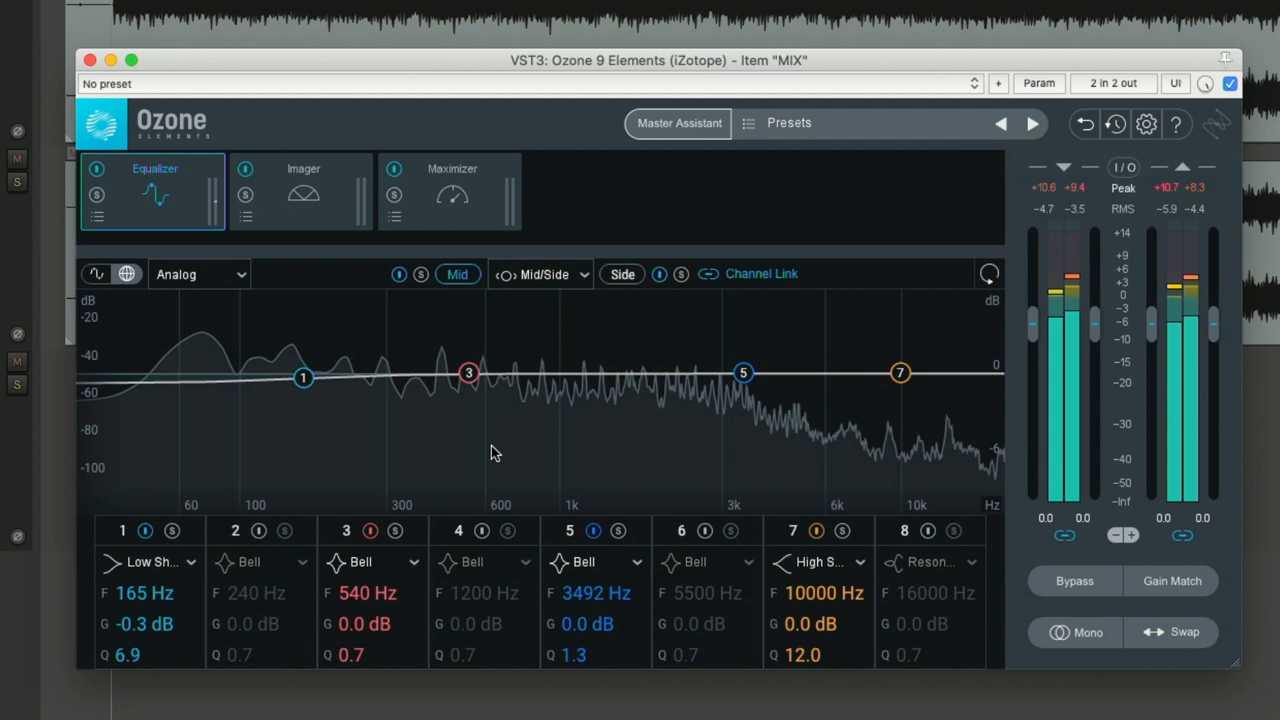 VST3: Ozone 9 Elements (iZotope) - Item "MIX"
No preset
+
Param
2 in 2 out
UI
Ozone
ELEMENTS
Master Assistant
Presets
?
Equalizer
Imager
Maximizer
S
S
S
I/O
+10.6 +9.4 Peak +10.7 +8.3
-4.7 -3.5 RMS -5.9 -4.4
Analog
S
Mid
Mid/Side
Side
S
Channel Link
+14
+9
+6
+3
0
-3
-6
-10
-15
-20
-30
-40
-50
-Inf
dB
-20
-40
-60
-80
-100
dB
0
-6
1
3
5
7
60 100 300 600 1k 3k 6k 10k Hz
0.0 0.0 0.0 0.0
1 S 2 S 3 S 4 S 5 S 6 S 7 S 8 S
Low Sh... Bell Bell Bell Bell Bell High S... Reson...
F 165 Hz F 240 Hz F 540 Hz F 1200 Hz F 3492 Hz F 5500 Hz F 10000 Hz F 16000 Hz
G -0.3 dB G 0.0 dB G 0.0 dB G 0.0 dB G 0.0 dB G 0.0 dB G 0.0 dB G 0.0 dB
Q 6.9 Q 0.7 Q 0.7 Q 0.7 Q 1.3 Q 0.7 Q 12.0 Q 0.7
Bypass
Gain Match
Mono
Swap
M
S
M
S